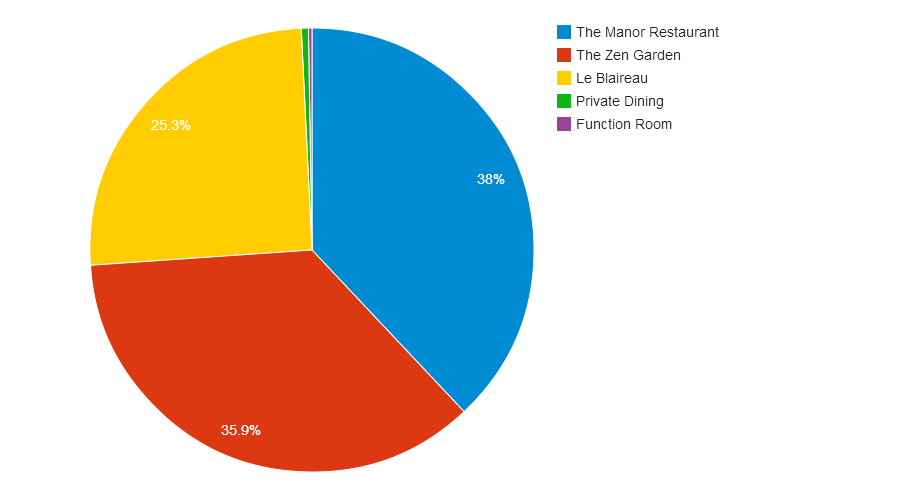 The Manor Restaurant
The Zen Garden
Le Blaireau
Private Dining
Function Room
25.3%
38%
35.9%